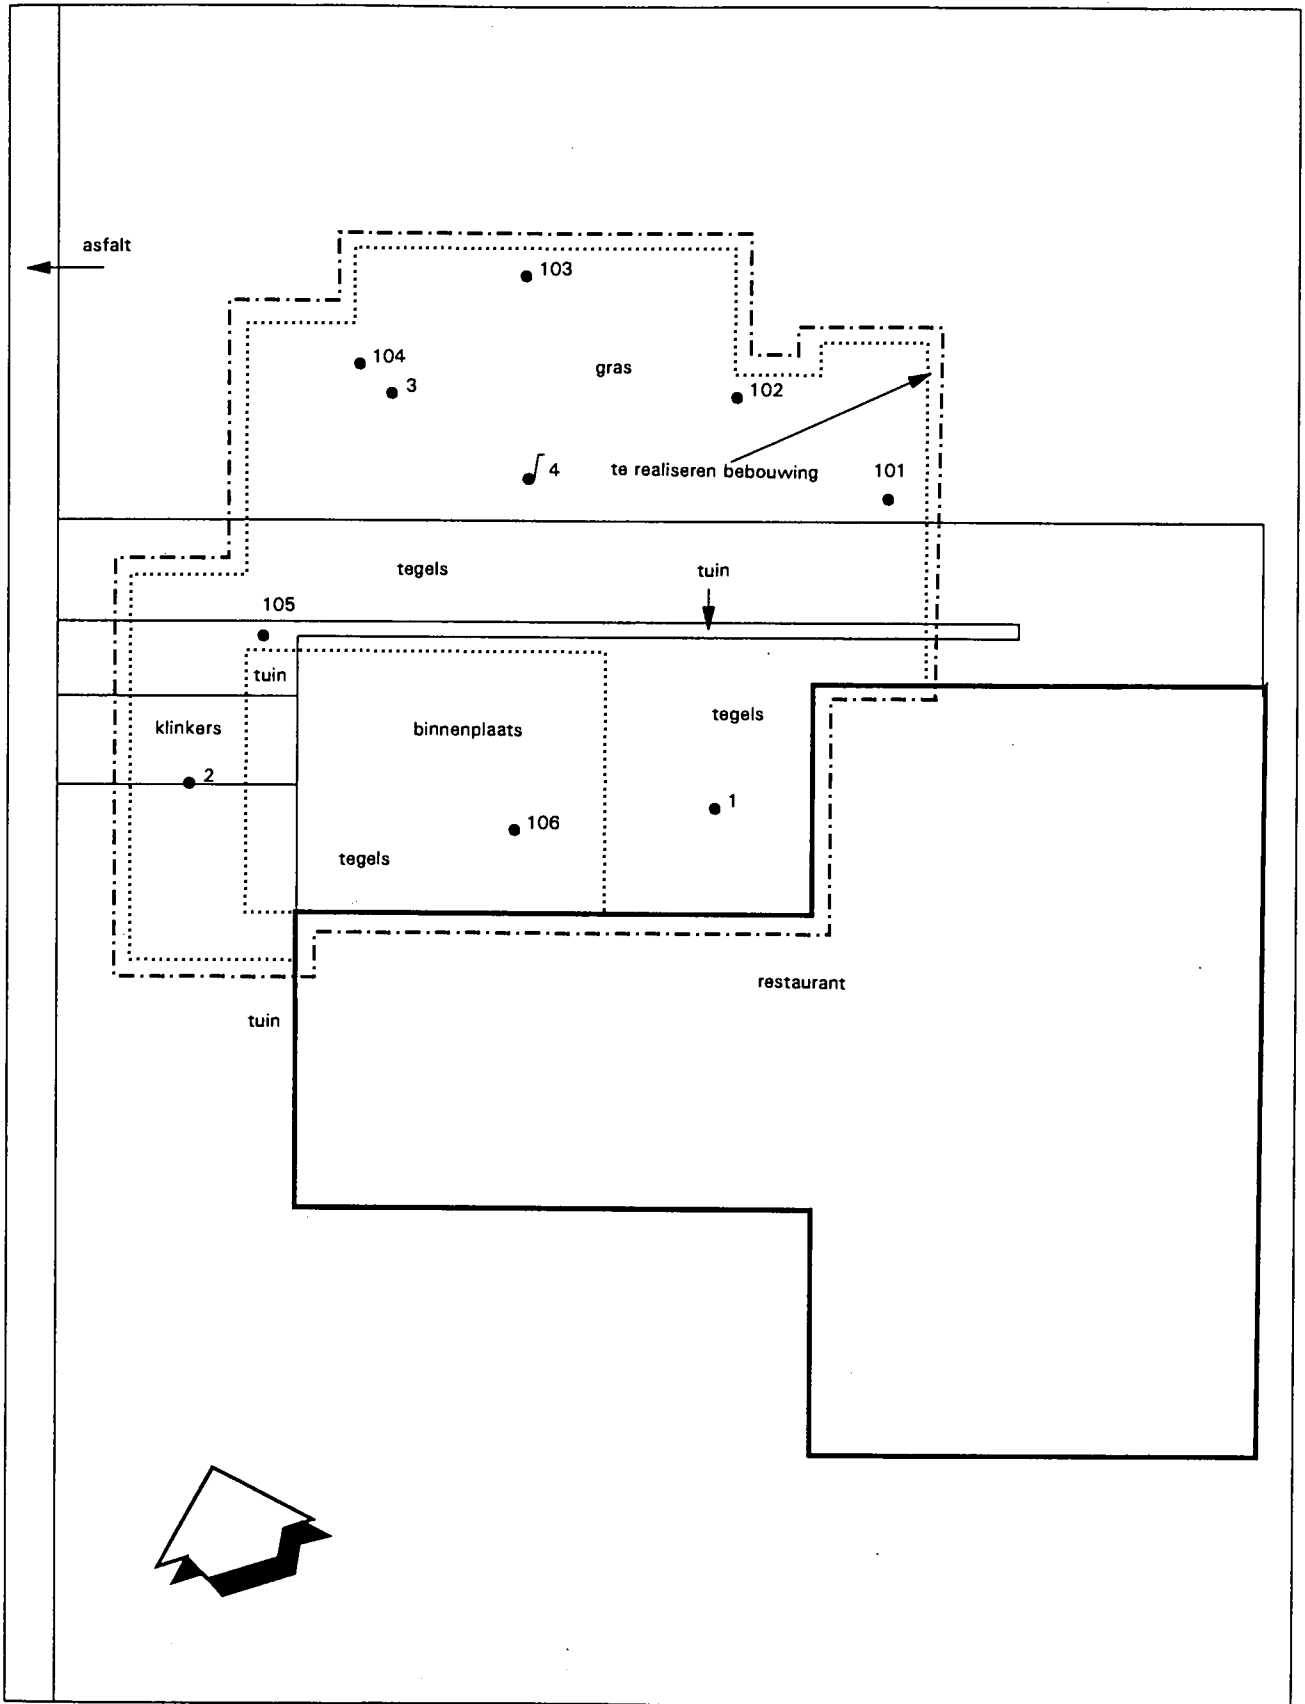 asfalt
103
104
3
gras
102
4
te realiseren bebouwing
101
tegels
tuin
105
tuin
klinkers
binnenplaats
tegels
2
1
106
tegels
restaurant
tuin